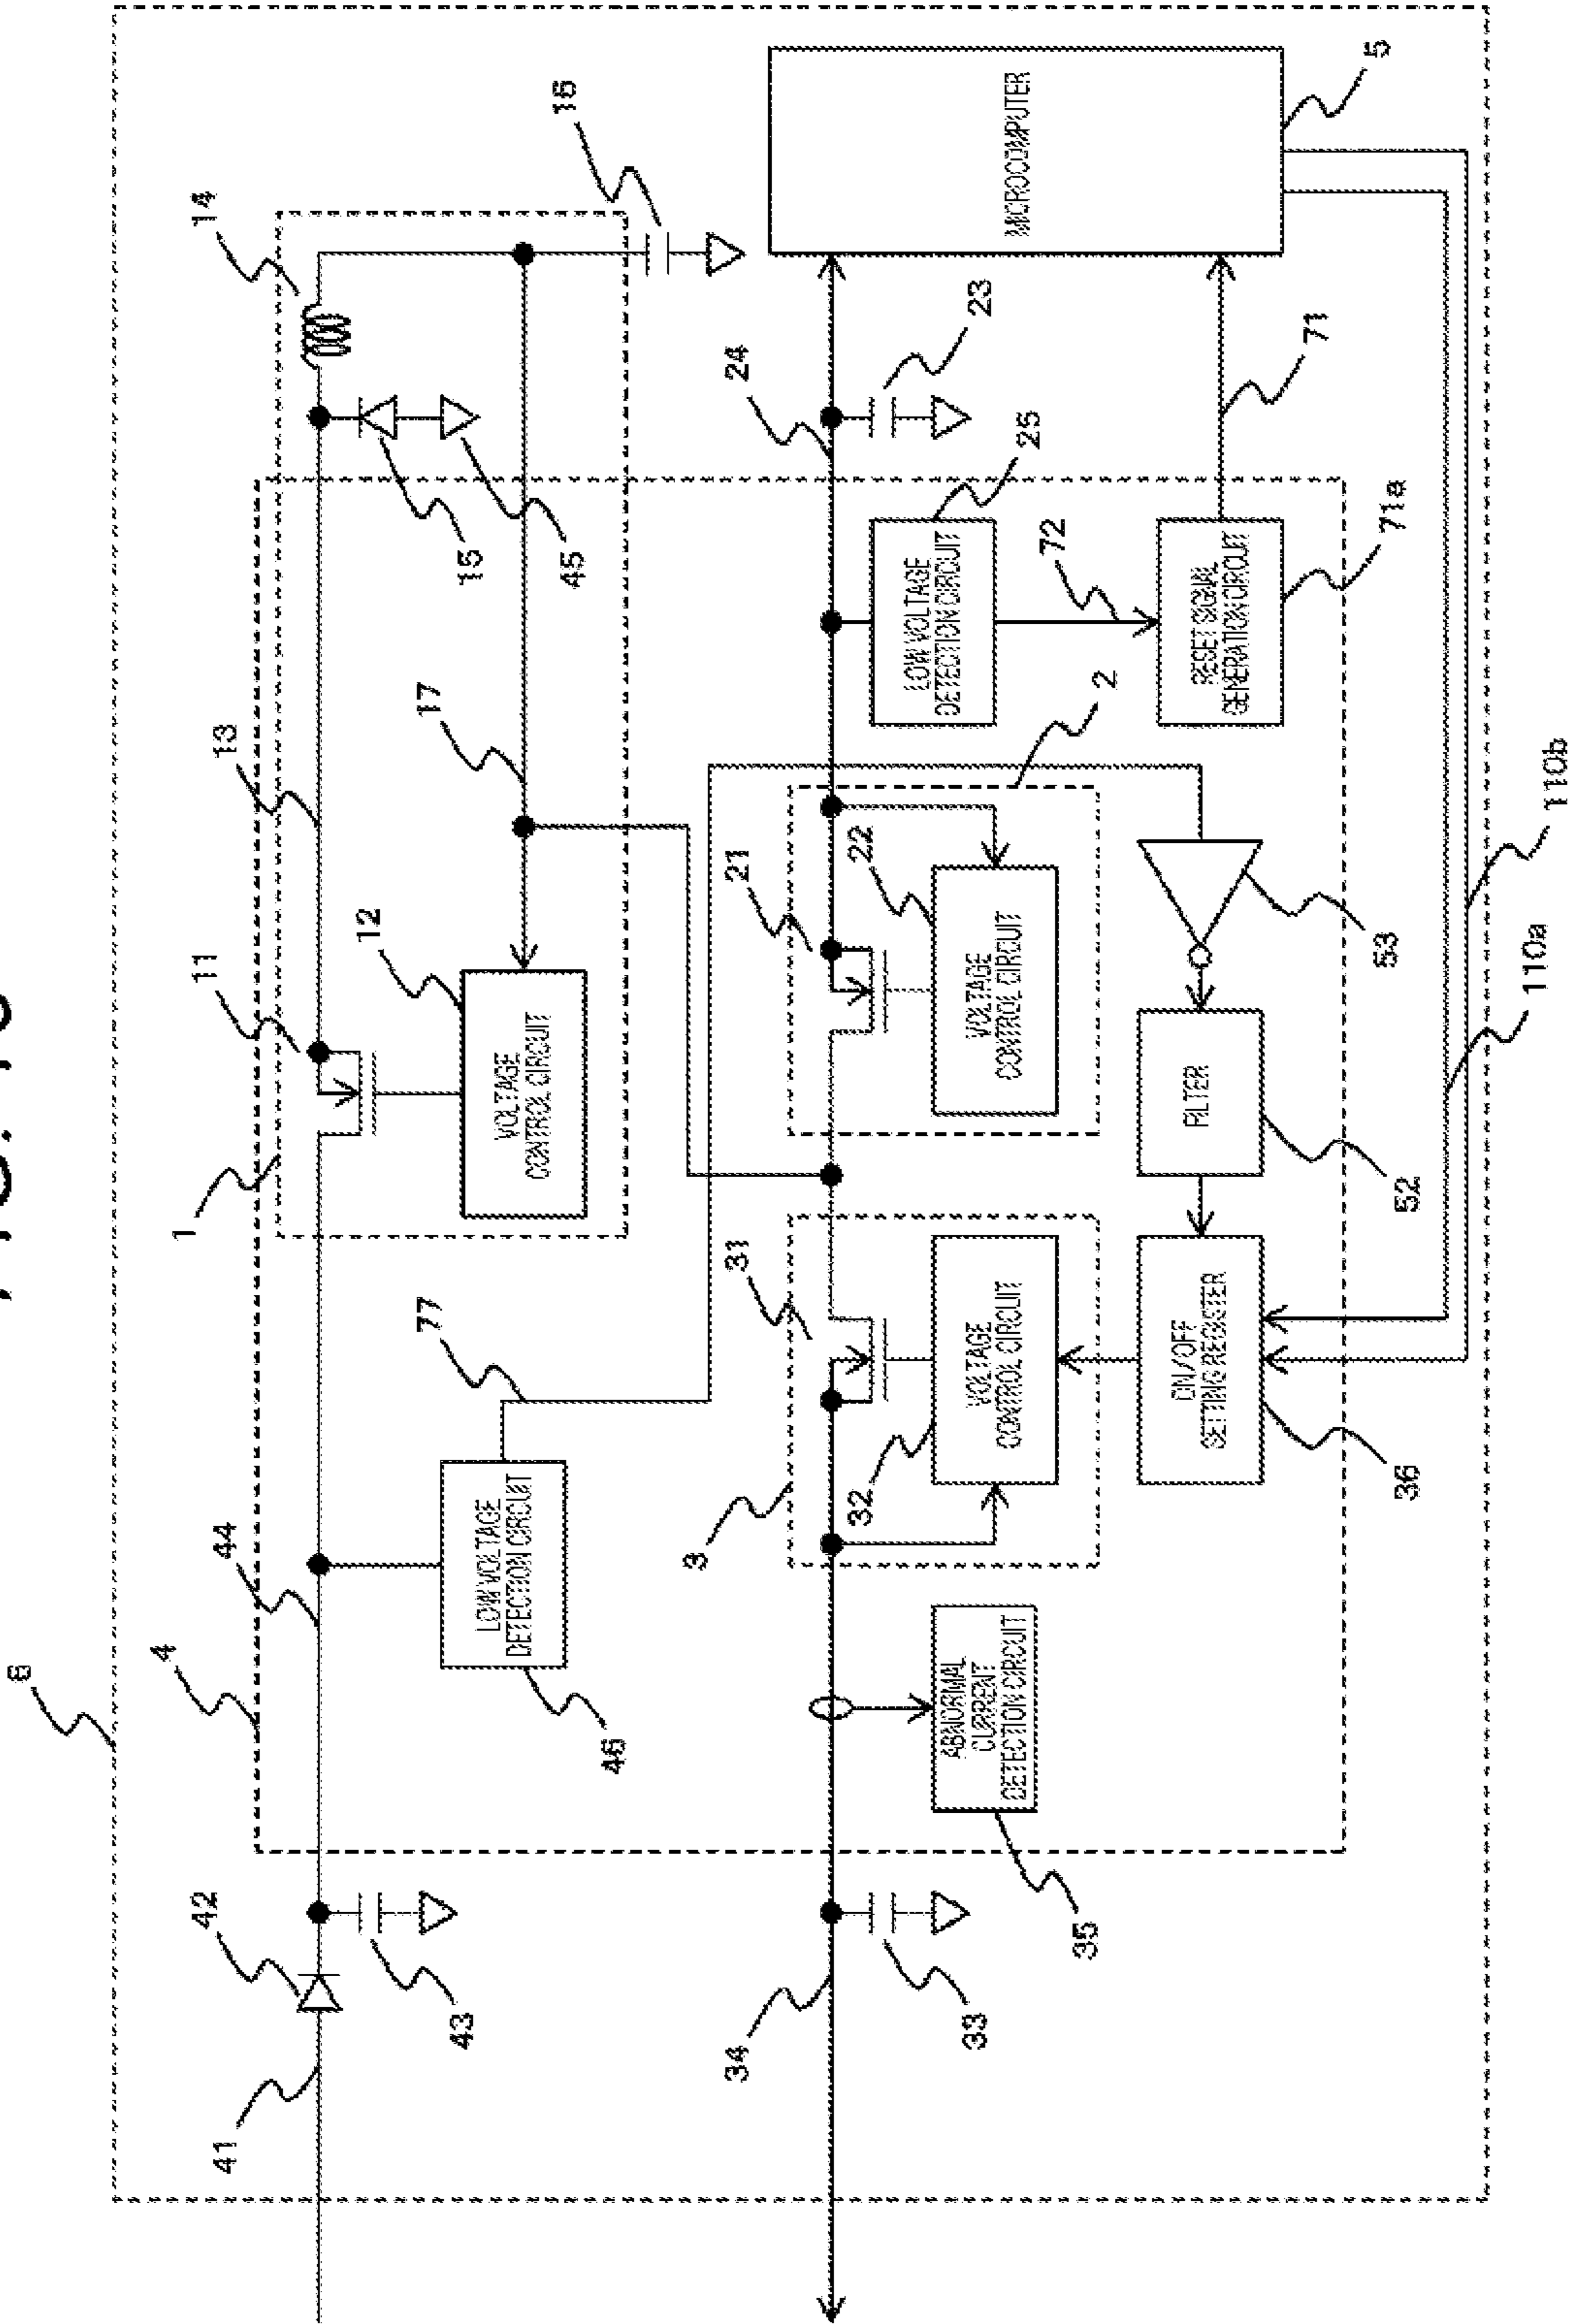 6
4
1
41
42
44
11
13
14
77
12
17
15
43
LOW VOLTAGE
DETECTION CIRCUIT
VOLTAGE
CONTROL CIRCUIT
45
16
46
3
34
31
21
24
32
22
2
ABNORMAL
CURRENT
DETECTION CIRCUIT
VOLTAGE
CONTROL CIRCUIT
VOLTAGE
CONTROL CIRCUIT
LOW VOLTAGE
DETECTION CIRCUIT
25
23
MICROCOMPUTER
33
35
72
ON/OFF
SETTING REGISTER
FILTER
RESET SIGNAL
GENERATION CIRCUIT
71
36
52
53
71a
5
110a
110b